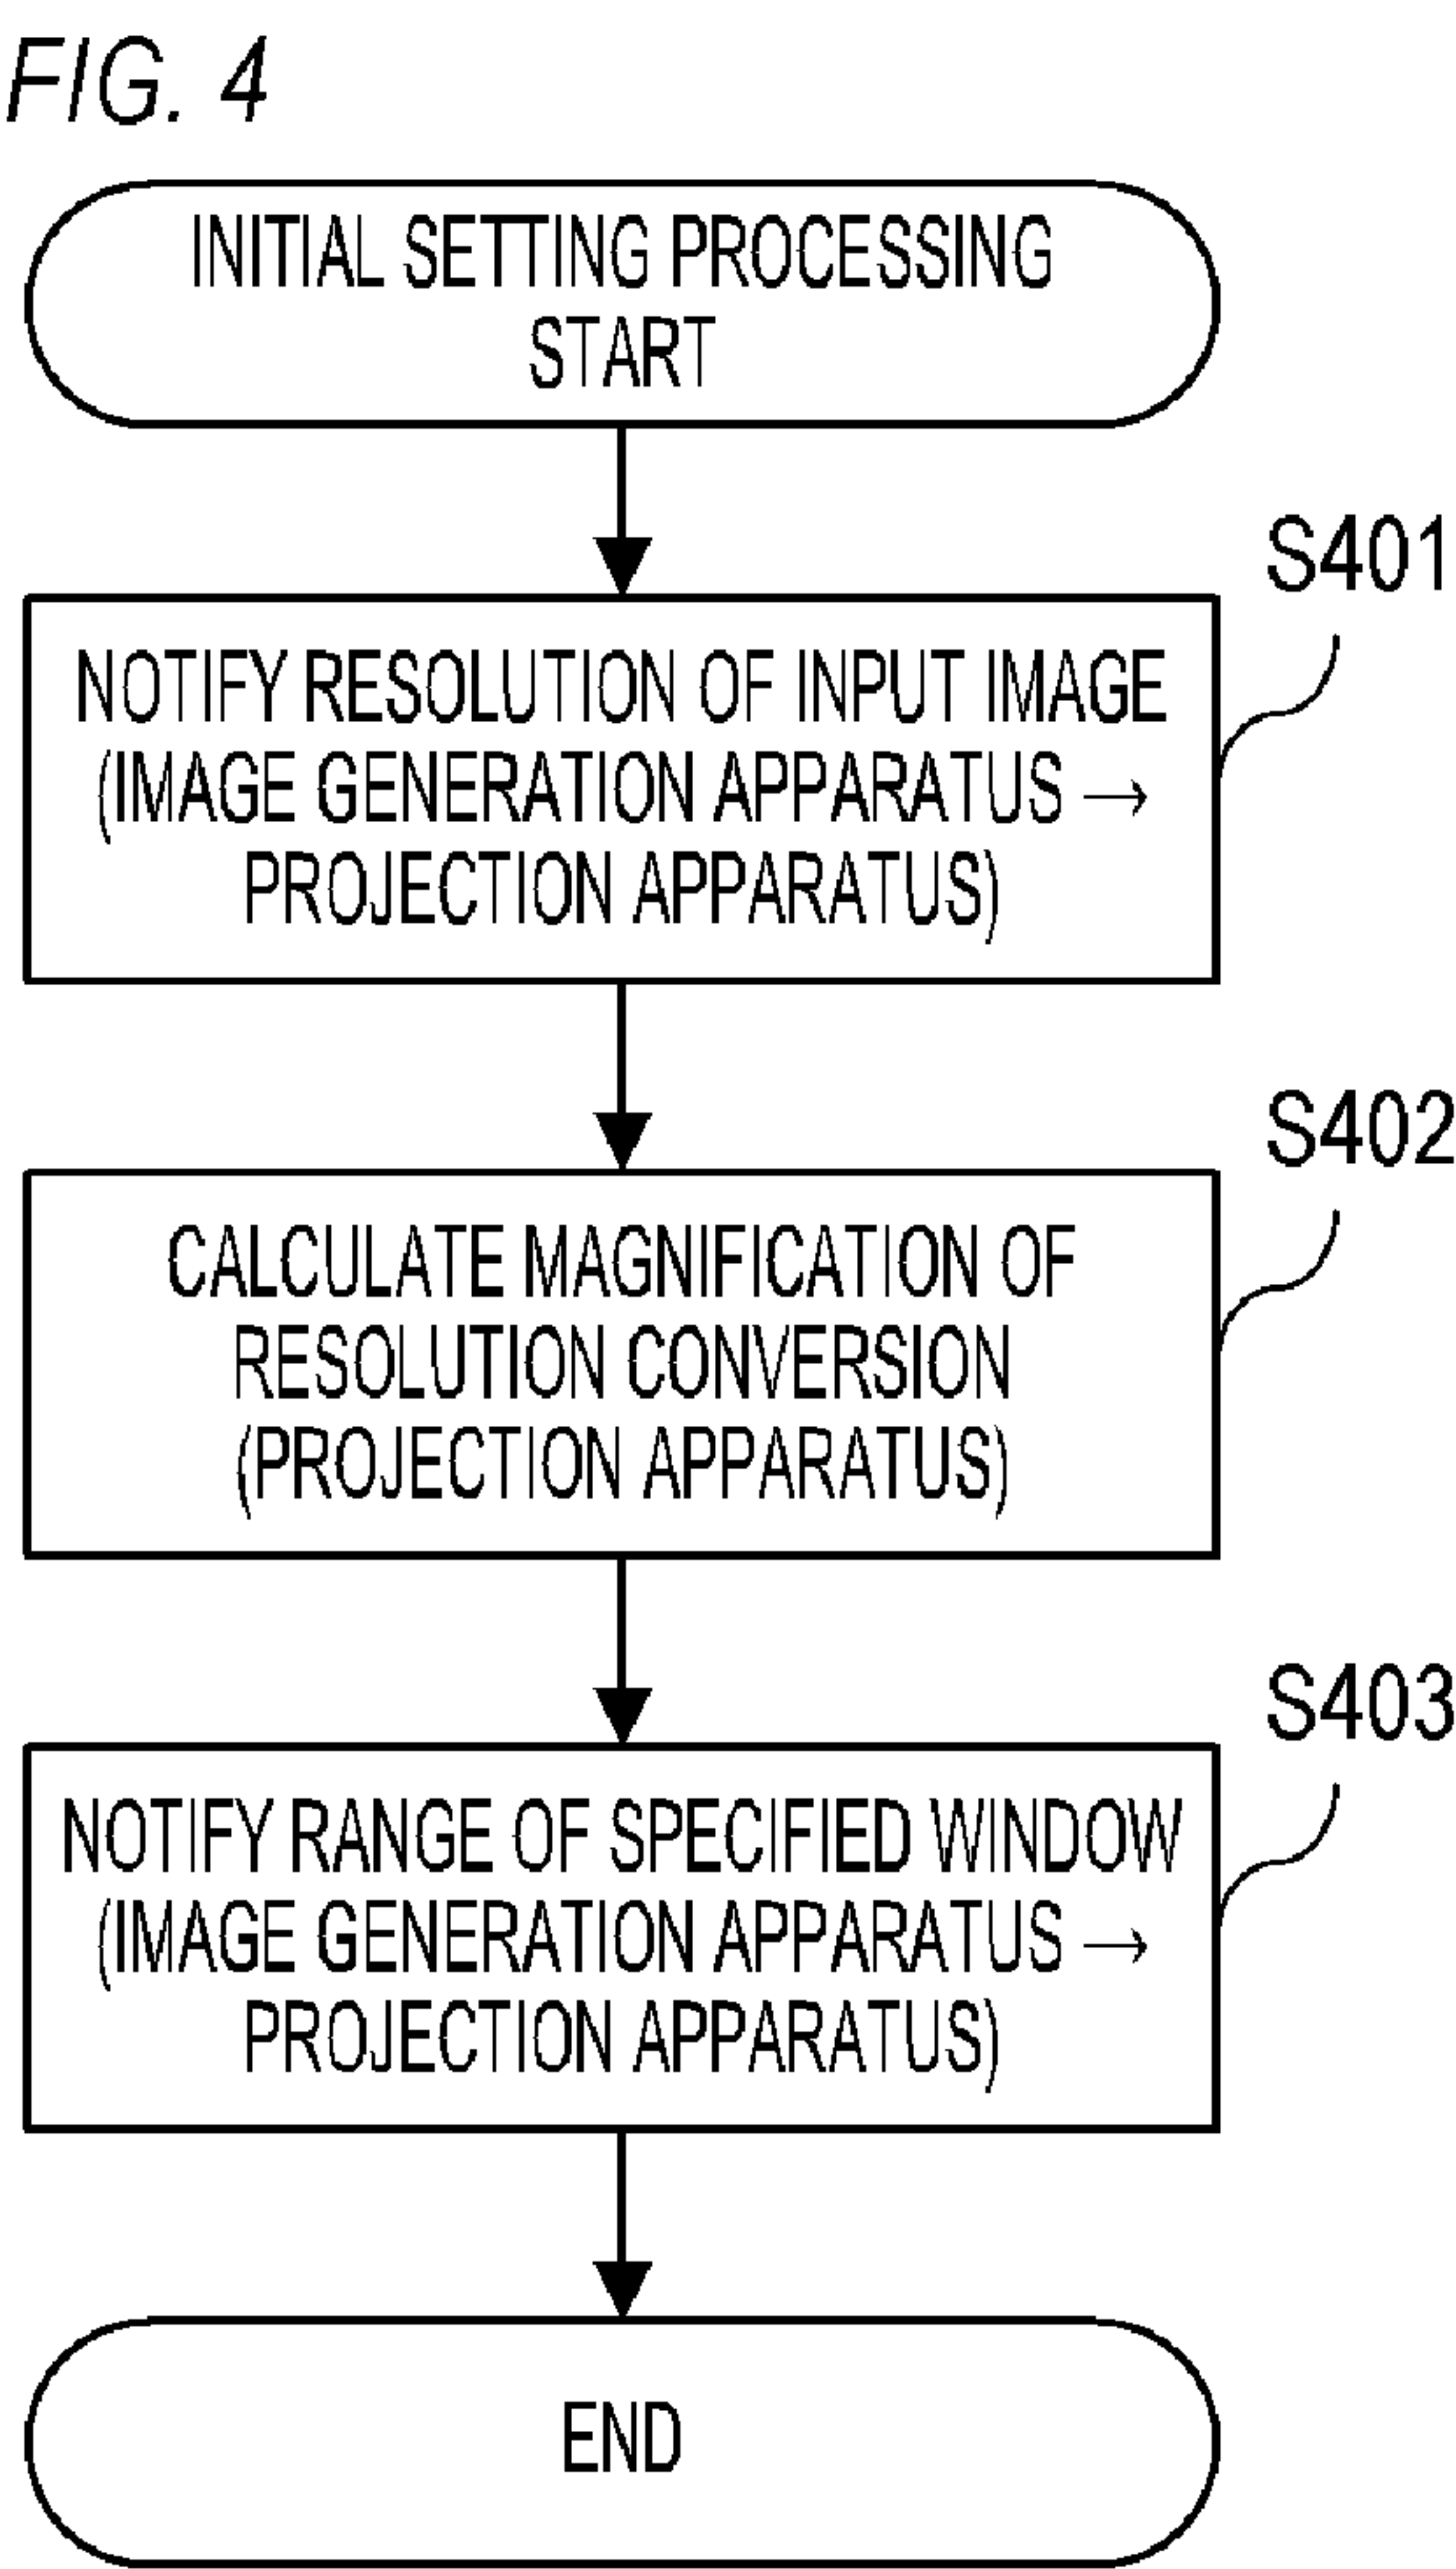 FIG. 4
INITIAL SETTING PROCESSING
START
S401
NOTIFY RESOLUTION OF INPUT IMAGE
(IMAGE GENERATION APPARATUS →
PROJECTION APPARATUS)
S402
CALCULATE MAGNIFICATION OF
RESOLUTION CONVERSION
(PROJECTION APPARATUS)
S403
NOTIFY RANGE OF SPECIFIED WINDOW
(IMAGE GENERATION APPARATUS →
PROJECTION APPARATUS)
END